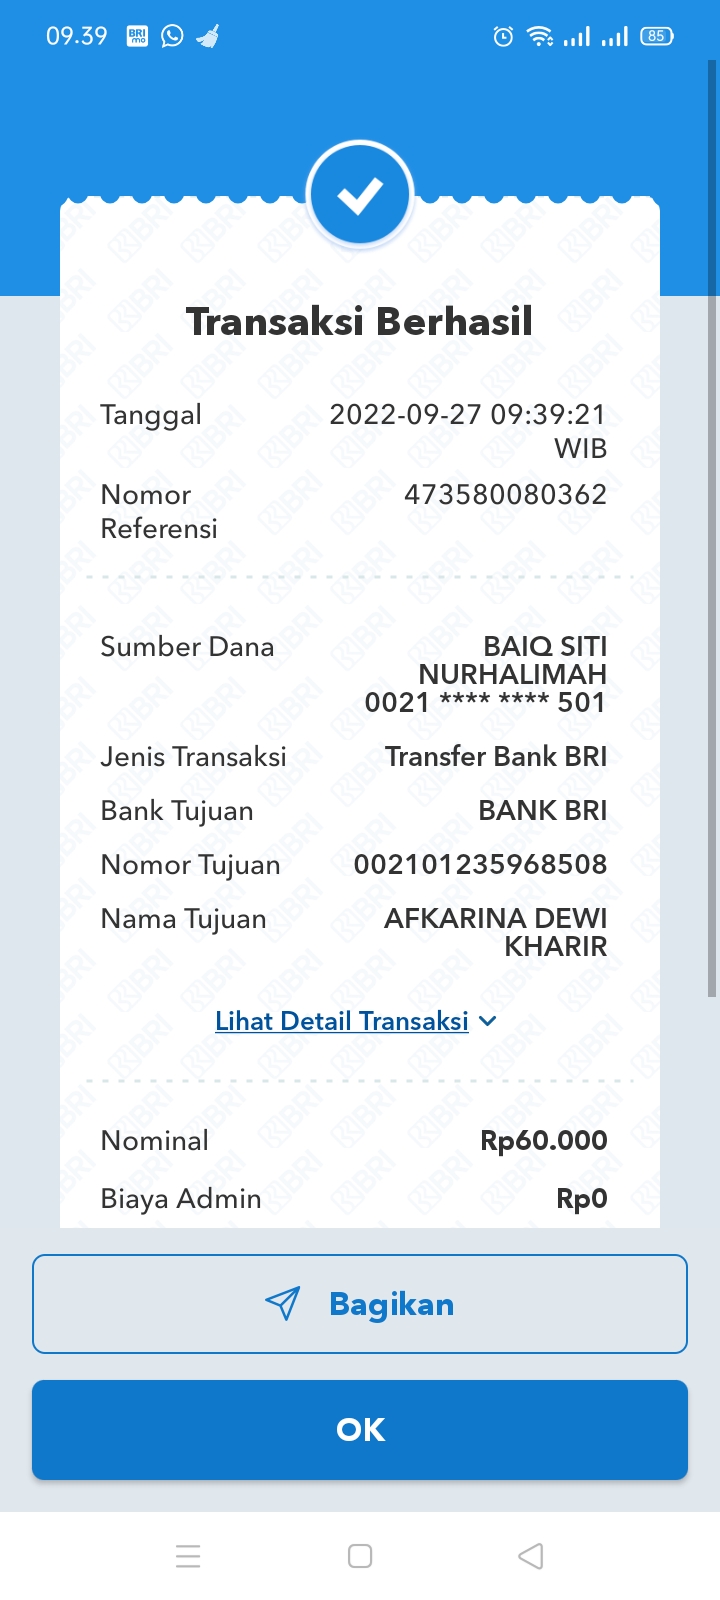 09.39 BRI mo 85
Transaksi Berhasil
Tanggal 2022-09-27 09:39:21
WIB
Nomor 473580080362
Referensi
Sumber Dana BAIQ SITI
NURHALIMAH
0021 **** **** 501
Jenis Transaksi Transfer Bank BRI
Bank Tujuan BANK BRI
Nomor Tujuan 002101235968508
Nama Tujuan AFKARINA DEWI
KHARIR
Lihat Detail Transaksi
Nominal Rp60.000
Biaya Admin Rp0
Bagikan
OK